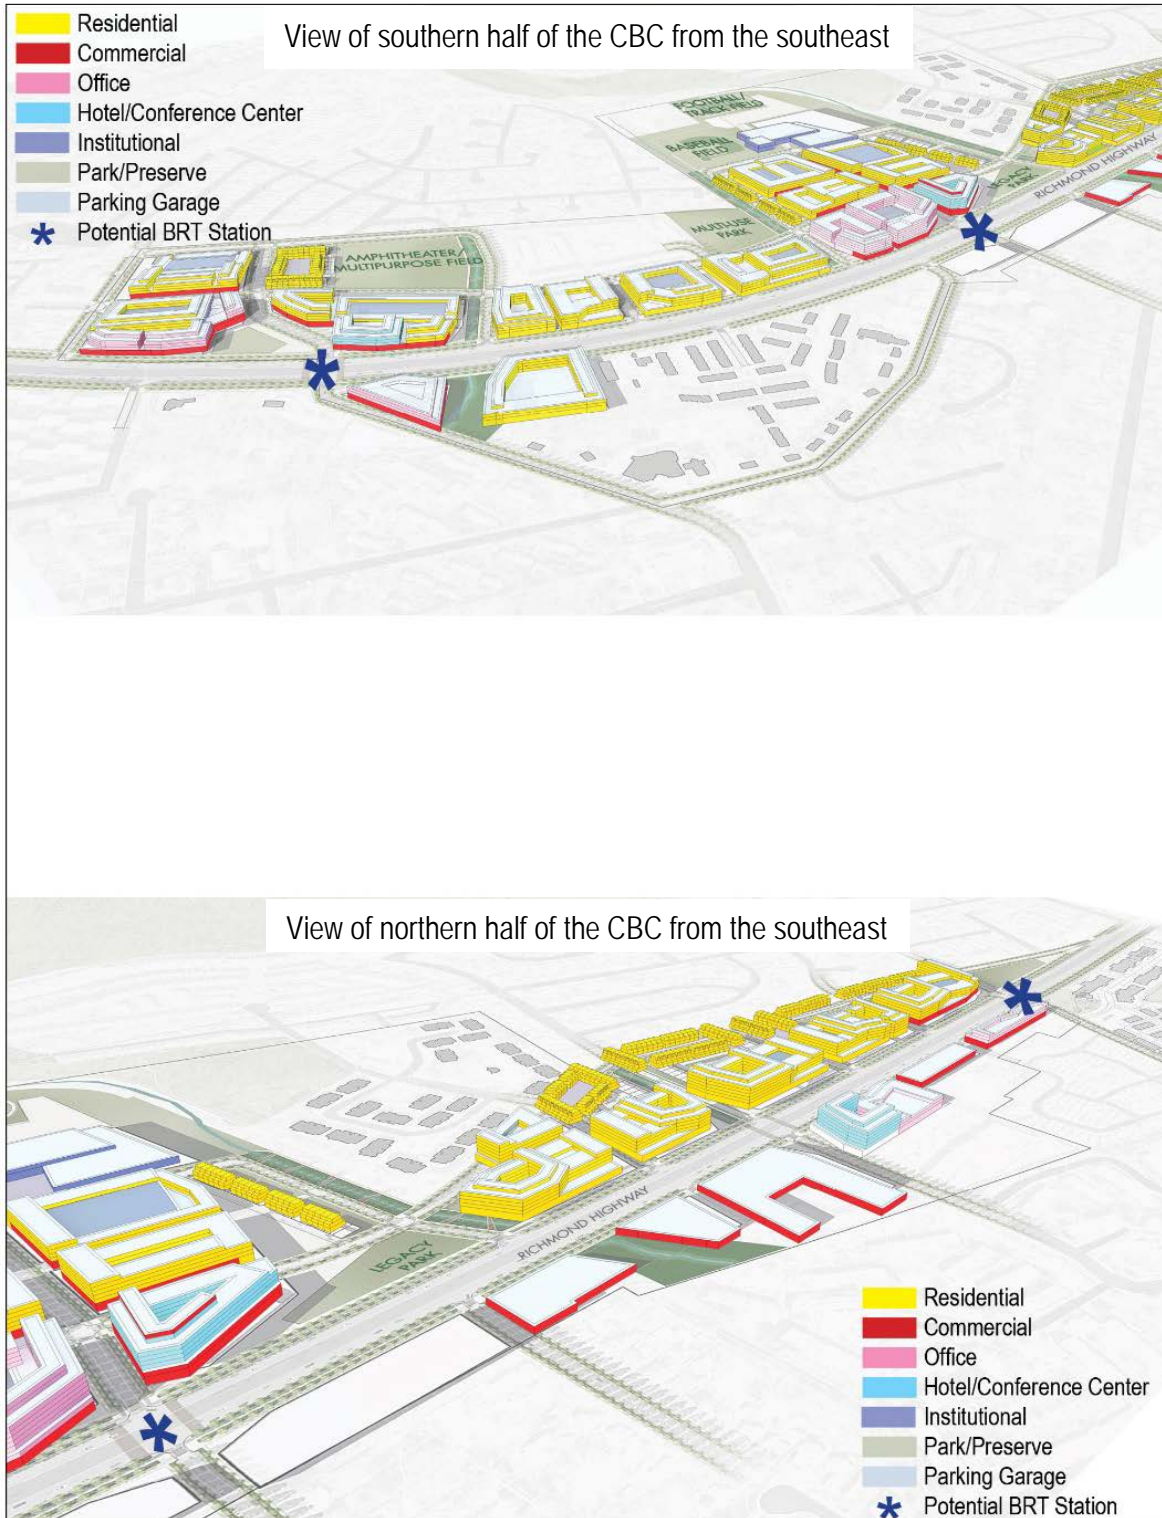 Residential
Commercial
Office
Hotel/Conference Center
Institutional
Park/Preserve
Parking Garage
Potential BRT Station
View of southern half of the CBC from the southeast
FOOTBALL/
TRACK FIELD
BASEBALL
FIELD
LEGACY
PARK
RICHMOND HIGHWAY
MULTIUSE
PARK
AMPHITHEATER/
MULTIPURPOSE FIELD
View of northern half of the CBC from the southeast
RICHMOND HIGHWAY
LEGACY
PARK
Residential
Commercial
Office
Hotel/Conference Center
Institutional
Park/Preserve
Parking Garage
Potential BRT Station